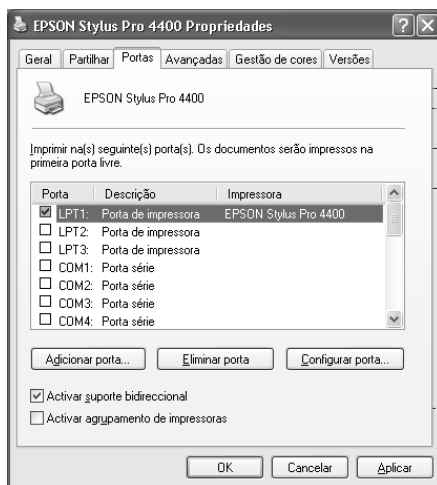 EPSON Stylus Pro 4400 Propriedades
Geral Partilhar Portas Avançadas Gestão de cores Versões
EPSON Stylus Pro 4400
Imprimir na(s) seguinte(s) porta(s). Os documentos serão impressos na
primeira porta livre.
Porta Descrição Impressora
LPT1: Porta de impressora EPSON Stylus Pro 4400
LPT2: Porta de impressora
LPT3: Porta de impressora
COM1: Porta série
COM2: Porta série
COM3: Porta série
COM4: Porta série
Adicionar porta... Eliminar porta Configurar porta...
Activar suporte bidireccional
Activar agrupamento de impressoras
OK Cancelar Aplicar